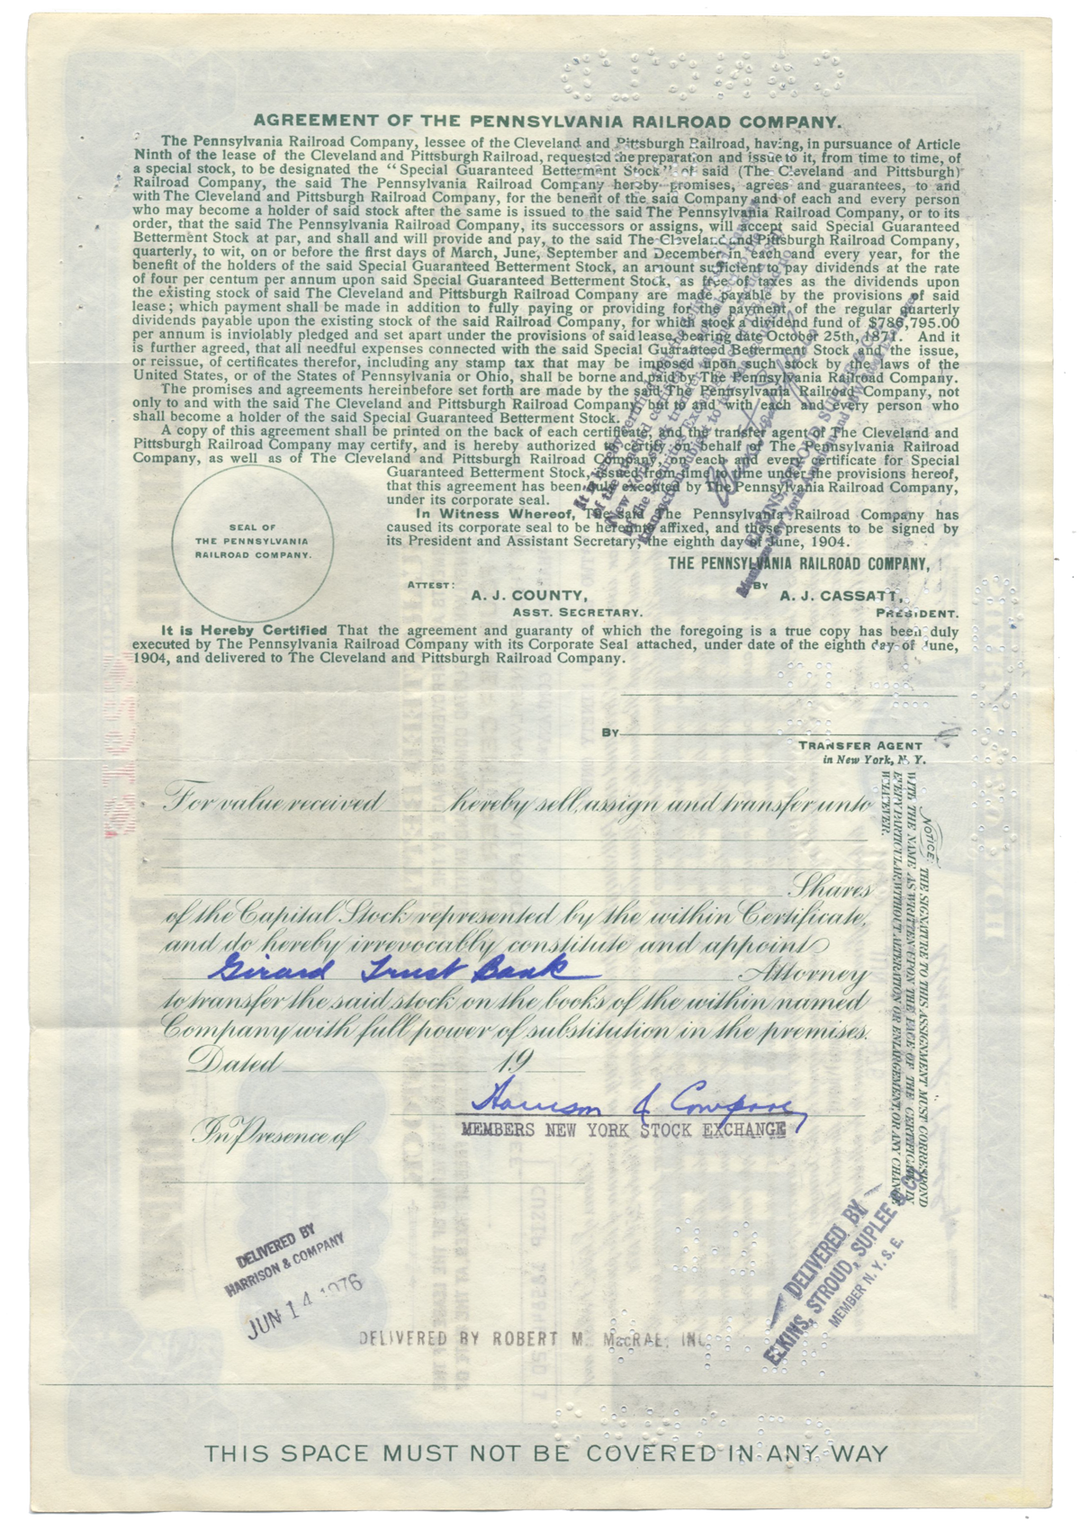 AGREEMENT OF THE PENNSYLVANIA RAILROAD COMPANY.
The Pennsylvania Railroad Company, lessee of the Cleveland and Pittsburgh Railroad, having, in pursuance of Article
Ninth of the lease of the Cleveland and Pittsburgh Railroad, requested the preparation and issue to it, from time to time, of
a special stock, to be designated the "Special Guaranteed Betterment Stock" of said (The Cleveland and Pittsburgh)
Railroad Company, the said The Pennsylvania Railroad Company hereby promises, agrees and guarantees, to and
with The Cleveland and Pittsburgh Railroad Company, for the benefit of the said Company and of each and every person
who may become a holder of said stock after the same is issued to the said The Pennsylvania Railroad Company, or to its
order, that the said The Pennsylvania Railroad Company, its successors or assigns, will accept said Special Guaranteed
Betterment Stock at par, and shall and will provide and pay, to the said The Cleveland and Pittsburgh Railroad Company,
quarterly, to wit, on or before the first days of March, June, September and December in each and every year, for the
benefit of the holders of the said Special Guaranteed Betterment Stock, an amount sufficient to pay dividends at the rate
of four per centum per annum upon said Special Guaranteed Betterment Stock, as free of taxes as the dividends upon
the existing stock of said The Cleveland and Pittsburgh Railroad Company are made payable by the provisions of said
lease; which payment shall be made in addition to fully paying or providing for the payment of the regular quarterly
dividends payable upon the existing stock of the said Railroad Company, for which stock a dividend fund of $786,795.00
per annum is inviolably pledged and set apart under the provisions of said lease, bearing date October 25th, 1871. And it
is further agreed, that all needful expenses connected with the said Special Guaranteed Betterment Stock and the issue,
or reissue, of certificates therefor, including any stamp tax that may be imposed upon such stock by the laws of the
United States, or of the States of Pennsylvania or Ohio, shall be borne and paid by The Pennsylvania Railroad Company.
The promises and agreements hereinbefore set forth are made by the said The Pennsylvania Railroad Company, not
only to and with the said The Cleveland and Pittsburgh Railroad Company, but to and with each and every person who
shall become a holder of the said Special Guaranteed Betterment Stock.
A copy of this agreement shall be printed on the back of each certificate, and the transfer agent of The Cleveland and
Pittsburgh Railroad Company may certify, and is hereby authorized to certify, on behalf of The Pennsylvania Railroad
Company, as well as of The Cleveland and Pittsburgh Railroad Company, on each and every certificate for Special
Guaranteed Betterment Stock, issued from time to time under the provisions hereof,
that this agreement has been duly executed by The Pennsylvania Railroad Company,
under its corporate seal.
In Witness Whereof, The said The Pennsylvania Railroad Company has
caused its corporate seal to be hereunto affixed, and these presents to be signed by
its President and Assistant Secretary, the eighth day of June, 1904.
SEAL OF
THE PENNSYLVANIA
RAILROAD COMPANY.
THE PENNSYLVANIA RAILROAD COMPANY,
ATTEST: BY
A. J. COUNTY, A. J. CASSATT,
ASST. SECRETARY. PRESIDENT.
It is Hereby Certified That the agreement and guaranty of which the foregoing is a true copy has been duly
executed by The Pennsylvania Railroad Company with its Corporate Seal attached, under date of the eighth day of June,
1904, and delivered to The Cleveland and Pittsburgh Railroad Company.
BY
TRANSFER AGENT
in New York, N. Y.
For value received hereby sell, assign and transfer unto
Shares
of the Capital Stock represented by the within Certificate,
and do hereby irrevocably constitute and appoint
Girard Trust Bank Attorney
to transfer the said stock on the books of the within named
Company with full power of substitution in the premises.
Dated 19
Harrison & Company
MEMBERS NEW YORK STOCK EXCHANGE
In Presence of
NOTICE: THE SIGNATURE TO THIS ASSIGNMENT MUST CORRESPOND
WITH THE NAME AS WRITTEN UPON THE FACE OF THE CERTIFICATE IN
EVERY PARTICULAR WITHOUT ALTERATION OR ENLARGEMENT, OR ANY CHANGE
WHATEVER.
DELIVERED BY
HARRISON & COMPANY
JUN 14 1976
DELIVERED BY
ELKINS, STROUD, SUPLEE & CO.
MEMBER N.Y.S.E.
DELIVERED BY ROBERT M. MacRAE, INC.
THIS SPACE MUST NOT BE COVERED IN ANY WAY